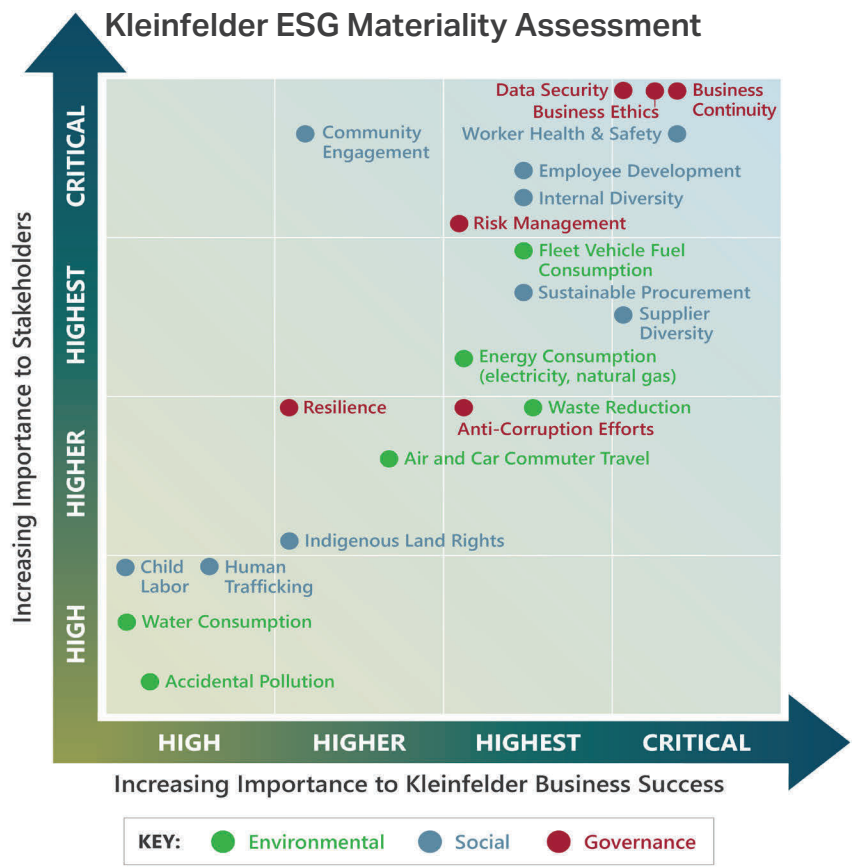 Kleinfelder ESG Materiality Assessment
Increasing Importance to Stakeholders
CRITICAL
HIGHEST
HIGHER
HIGH
Data Security
Business Ethics
Business
Continuity
Community
Engagement
Worker Health & Safety
Employee Development
Internal Diversity
Risk Management
Fleet Vehicle Fuel
Consumption
Sustainable Procurement
Supplier
Diversity
Energy Consumption
(electricity, natural gas)
Resilience
Waste Reduction
Anti-Corruption Efforts
Air and Car Commuter Travel
Indigenous Land Rights
Child
Labor
Human
Trafficking
Water Consumption
Accidental Pollution
HIGH
HIGHER
HIGHEST
CRITICAL
Increasing Importance to Kleinfelder Business Success
KEY:
Environmental
Social
Governance